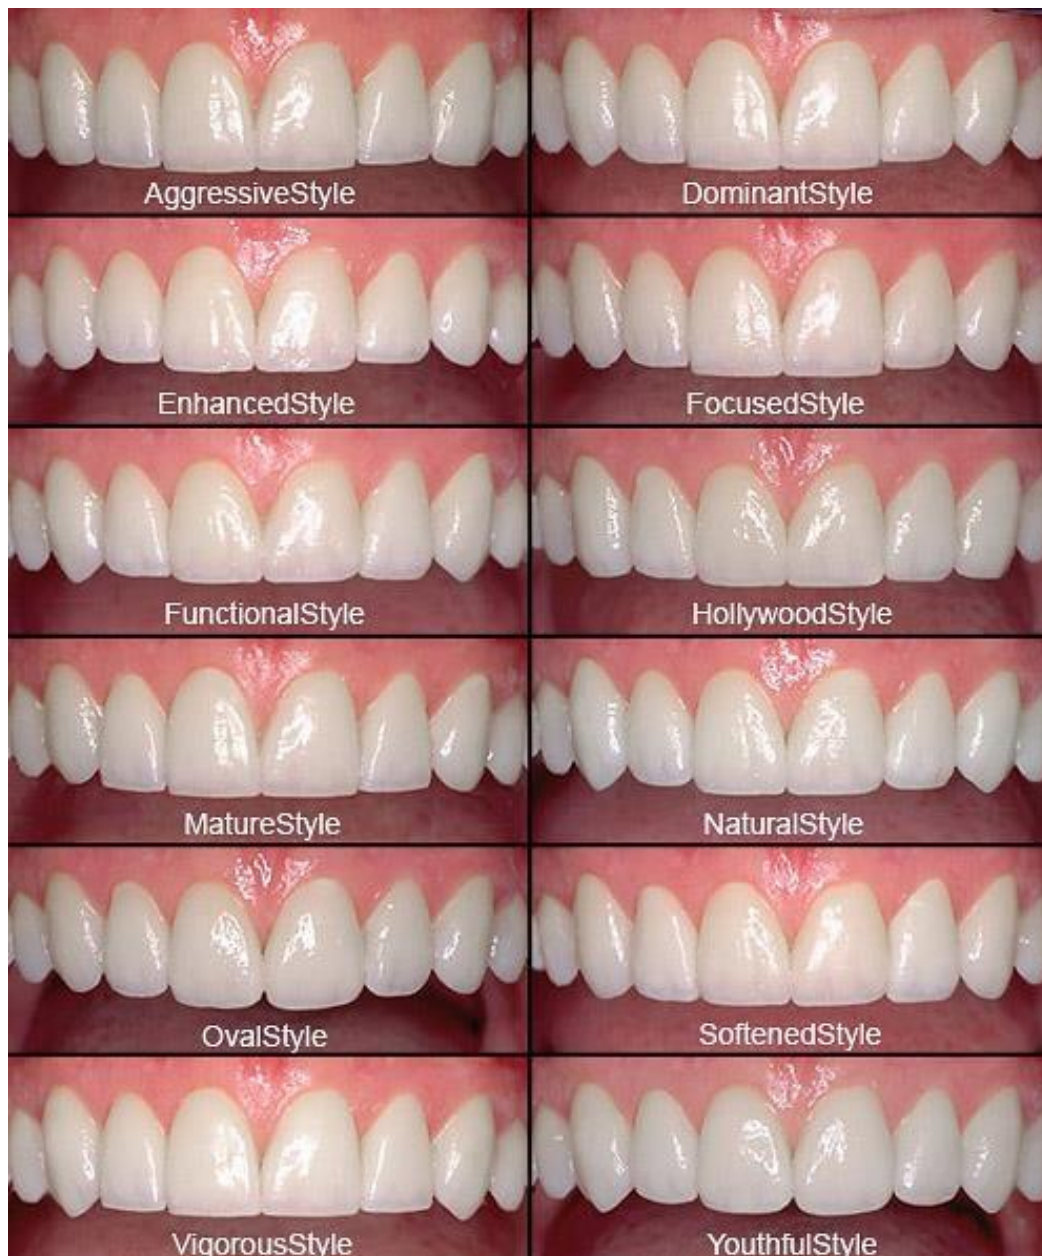 AggressiveStyle
DominantStyle
EnhancedStyle
FocusedStyle
FunctionalStyle
HollywoodStyle
MatureStyle
NaturalStyle
OvalStyle
SoftenedStyle
VigorousStyle
YouthfulStyle